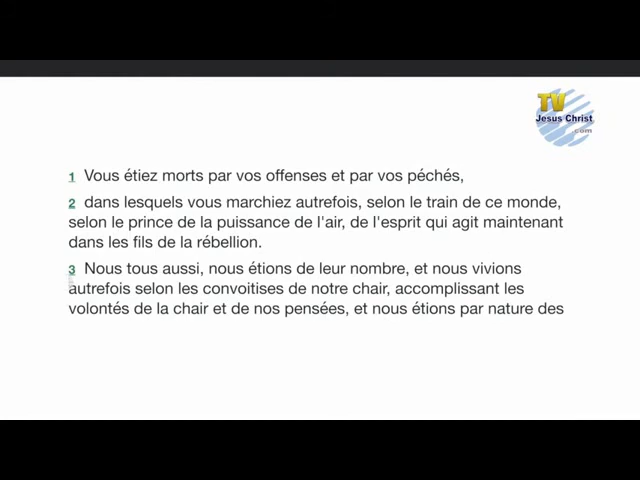 TV
Jesus Christ
.com
1 Vous étiez morts par vos offenses et par vos péchés,
2 dans lesquels vous marchiez autrefois, selon le train de ce monde,
selon le prince de la puissance de l'air, de l'esprit qui agit maintenant
dans les fils de la rébellion.
3 Nous tous aussi, nous étions de leur nombre, et nous vivions
autrefois selon les convoitises de notre chair, accomplissant les
volontés de la chair et de nos pensées, et nous étions par nature des